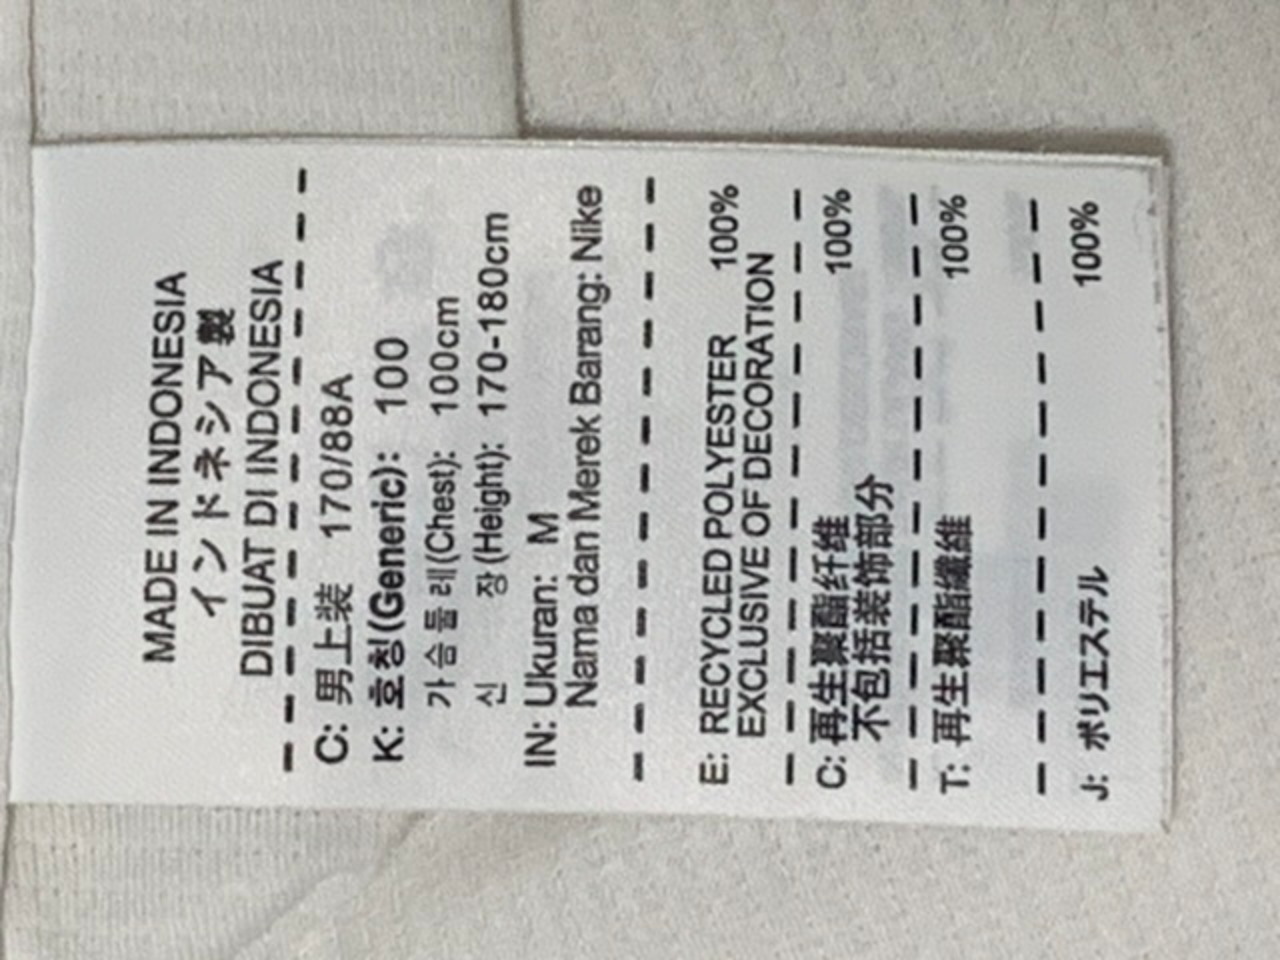 MADE IN INDONESIA
インドネシア製
DIBUAT DI INDONESIA
C: 男上装 170/88A
K: 호칭(Generic): 100
가슴둘레(Chest): 100cm
신 장(Height): 170-180cm
IN: Ukuran: M
Nama dan Merek Barang: Nike
E: RECYCLED POLYESTER 100%
EXCLUSIVE OF DECORATION
C: 再生聚酯纤维 100%
不包括装饰部分
T: 再生聚酯纖維 100%
J: ポリエステル 100%